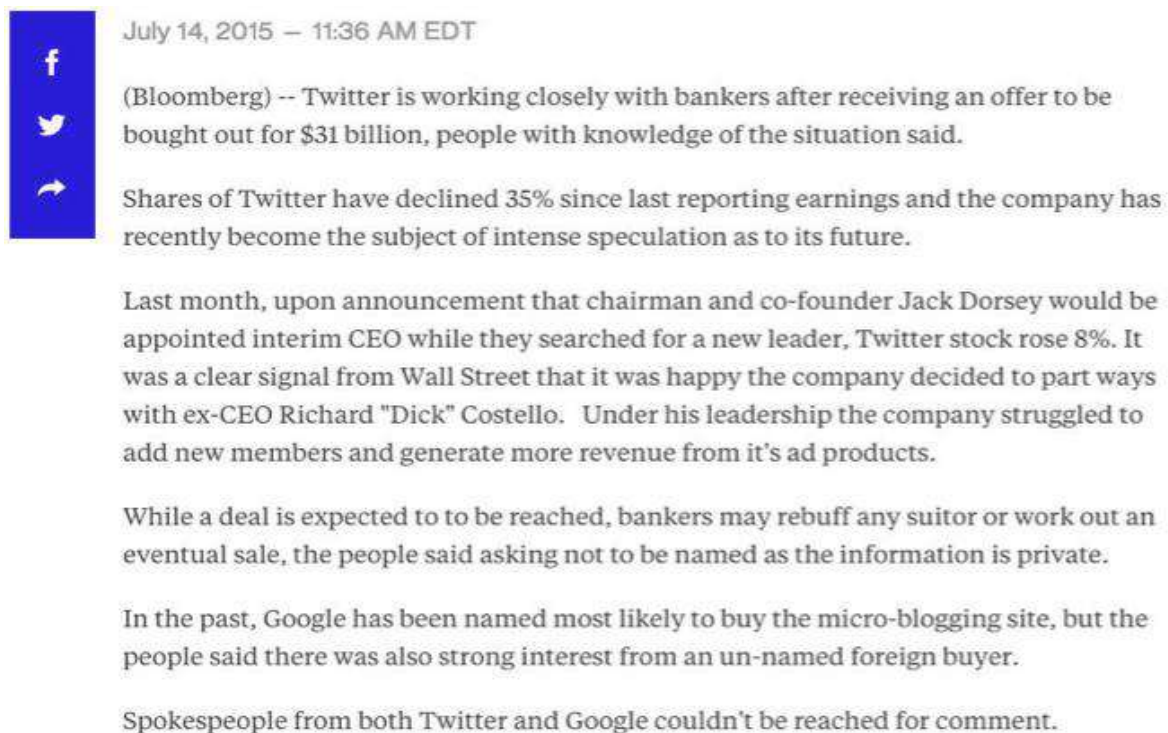 July 14, 2015 — 11:36 AM EDT
(Bloomberg) -- Twitter is working closely with bankers after receiving an offer to be
bought out for $31 billion, people with knowledge of the situation said.
Shares of Twitter have declined 35% since last reporting earnings and the company has
recently become the subject of intense speculation as to its future.
Last month, upon announcement that chairman and co-founder Jack Dorsey would be
appointed interim CEO while they searched for a new leader, Twitter stock rose 8%. It
was a clear signal from Wall Street that it was happy the company decided to part ways
with ex-CEO Richard "Dick" Costello.   Under his leadership the company struggled to
add new members and generate more revenue from it's ad products.
While a deal is expected to to be reached, bankers may rebuff any suitor or work out an
eventual sale, the people said asking not to be named as the information is private.
In the past, Google has been named most likely to buy the micro-blogging site, but the
people said there was also strong interest from an un-named foreign buyer.
Spokespeople from both Twitter and Google couldn't be reached for comment.